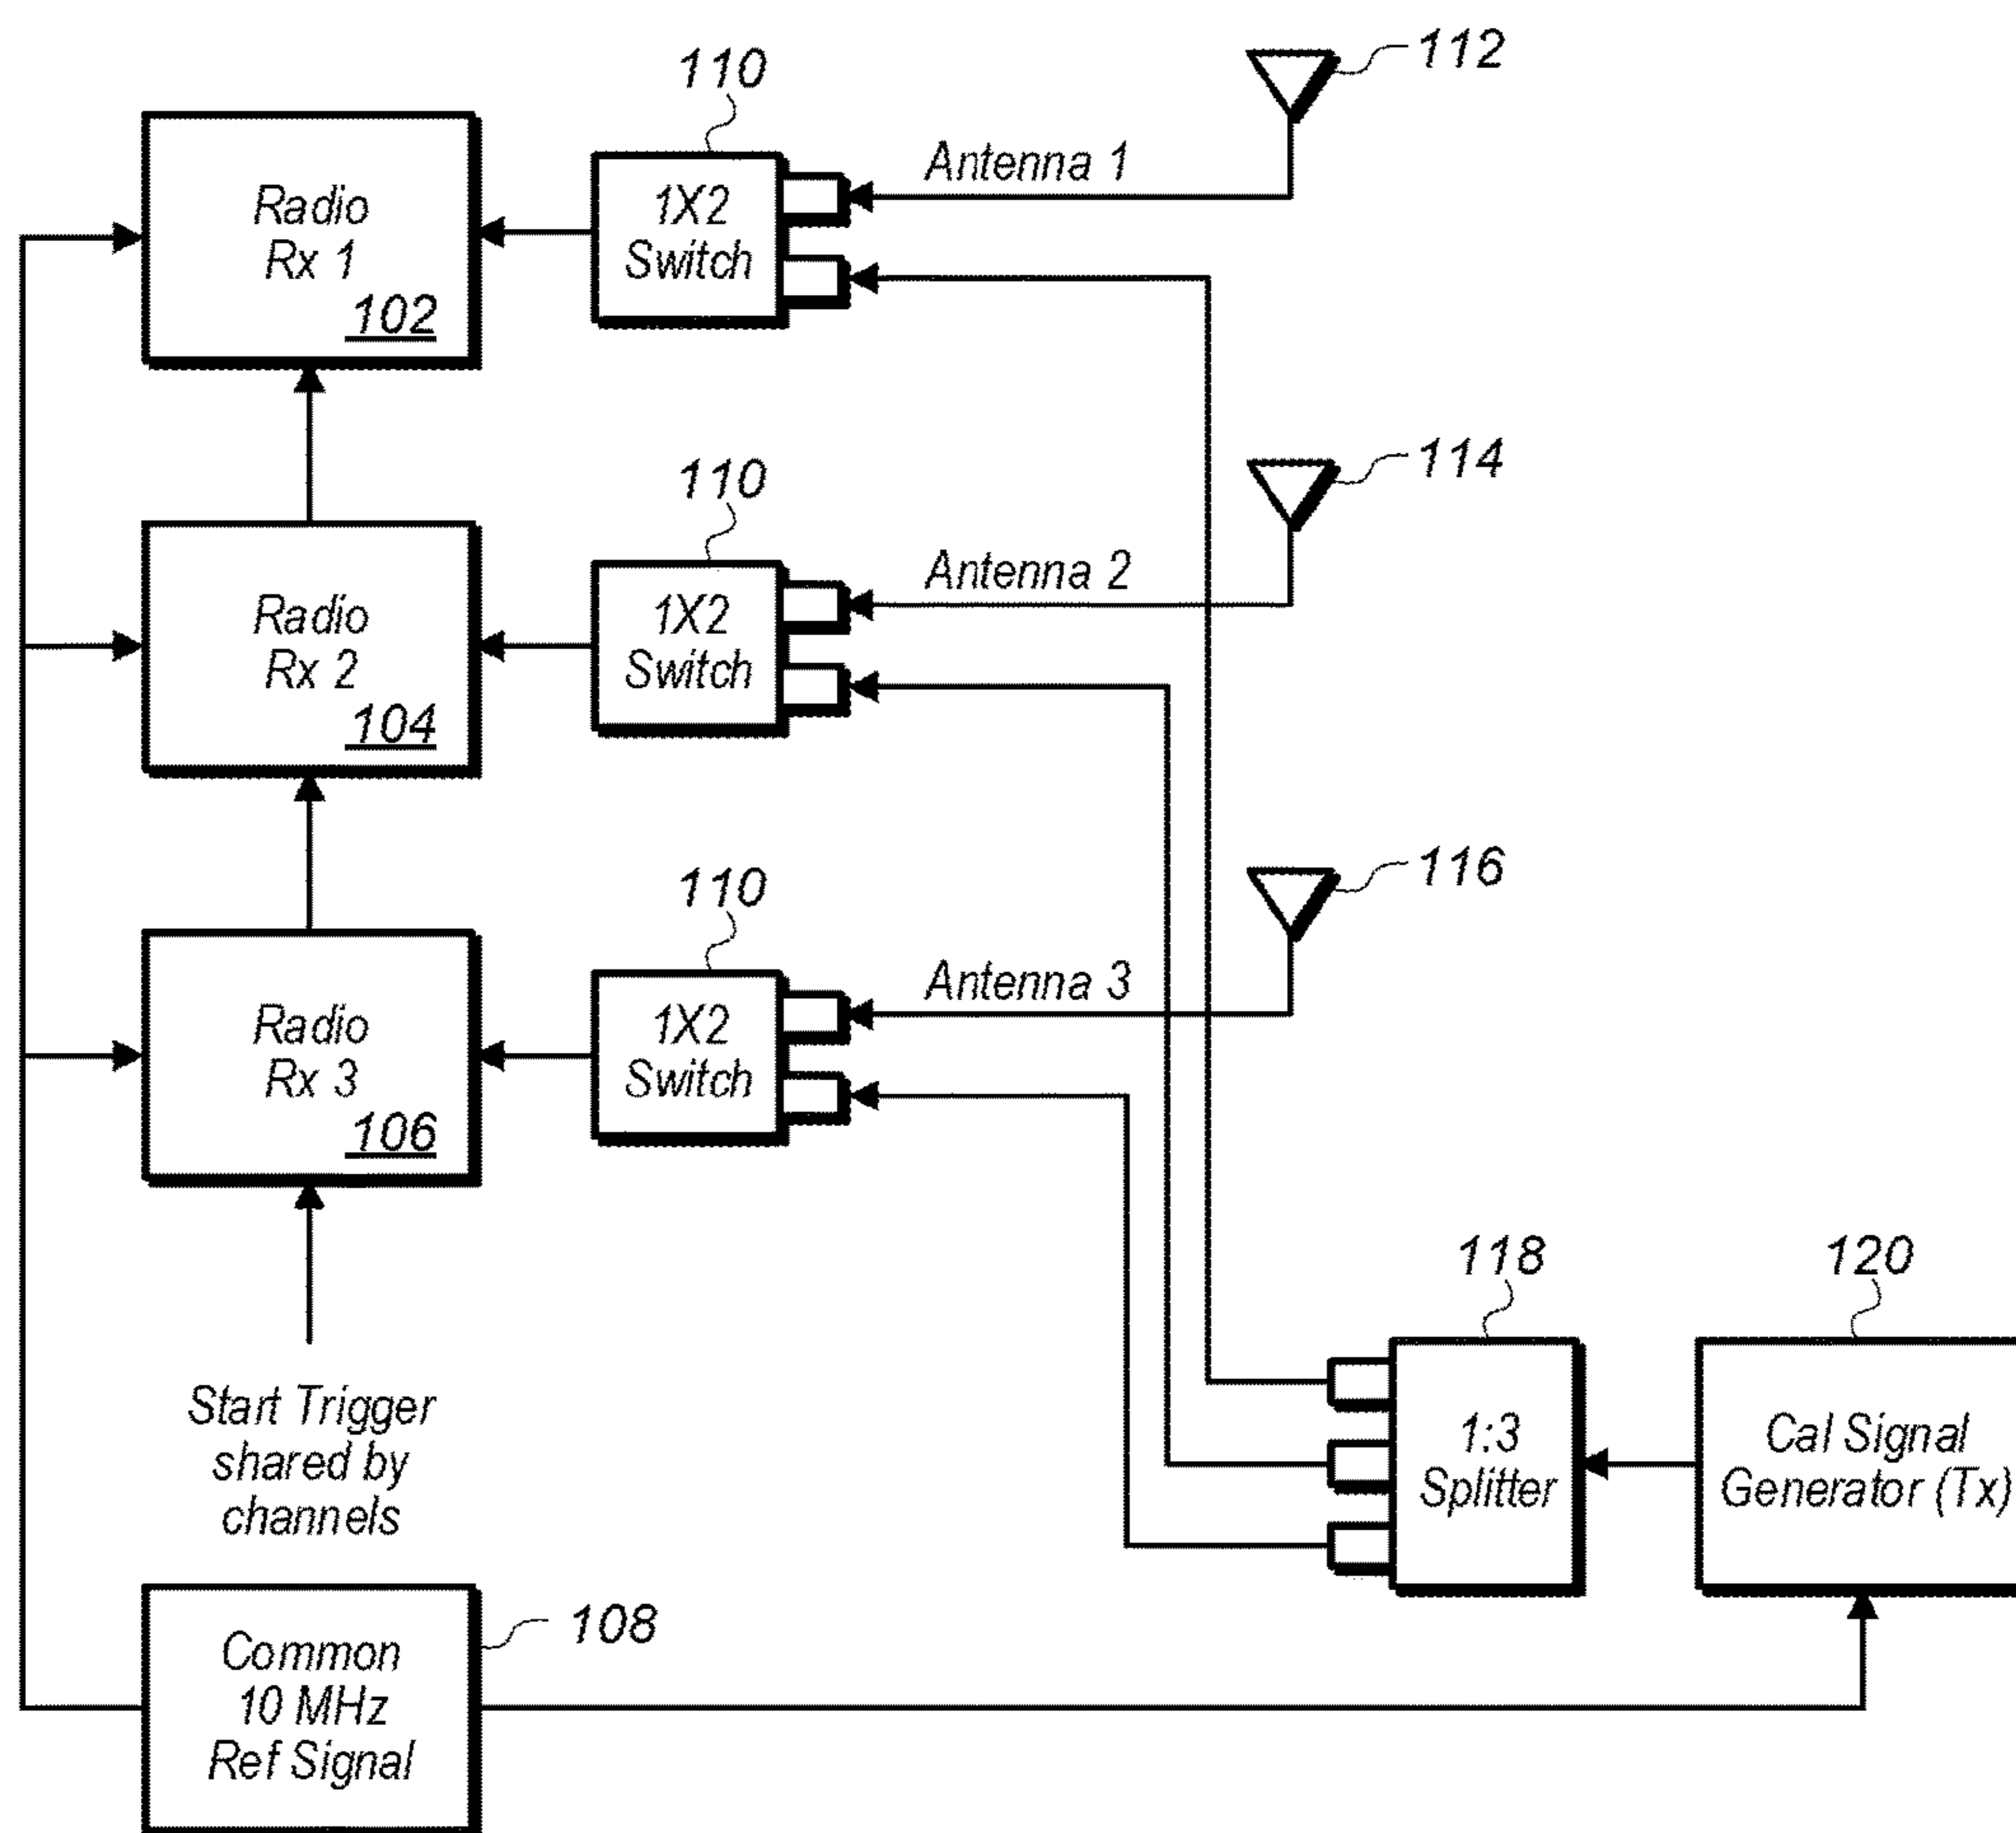 110
112
Antenna 1
Radio
Rx 1
102
1X2
Switch
110
114
Antenna 2
Radio
Rx 2
104
1X2
Switch
110
116
Antenna 3
Radio
Rx 3
106
1X2
Switch
118
120
Start Trigger
shared by
channels
1:3
Splitter
Cal Signal
Generator (Tx)
108
Common
10 MHz
Ref Signal